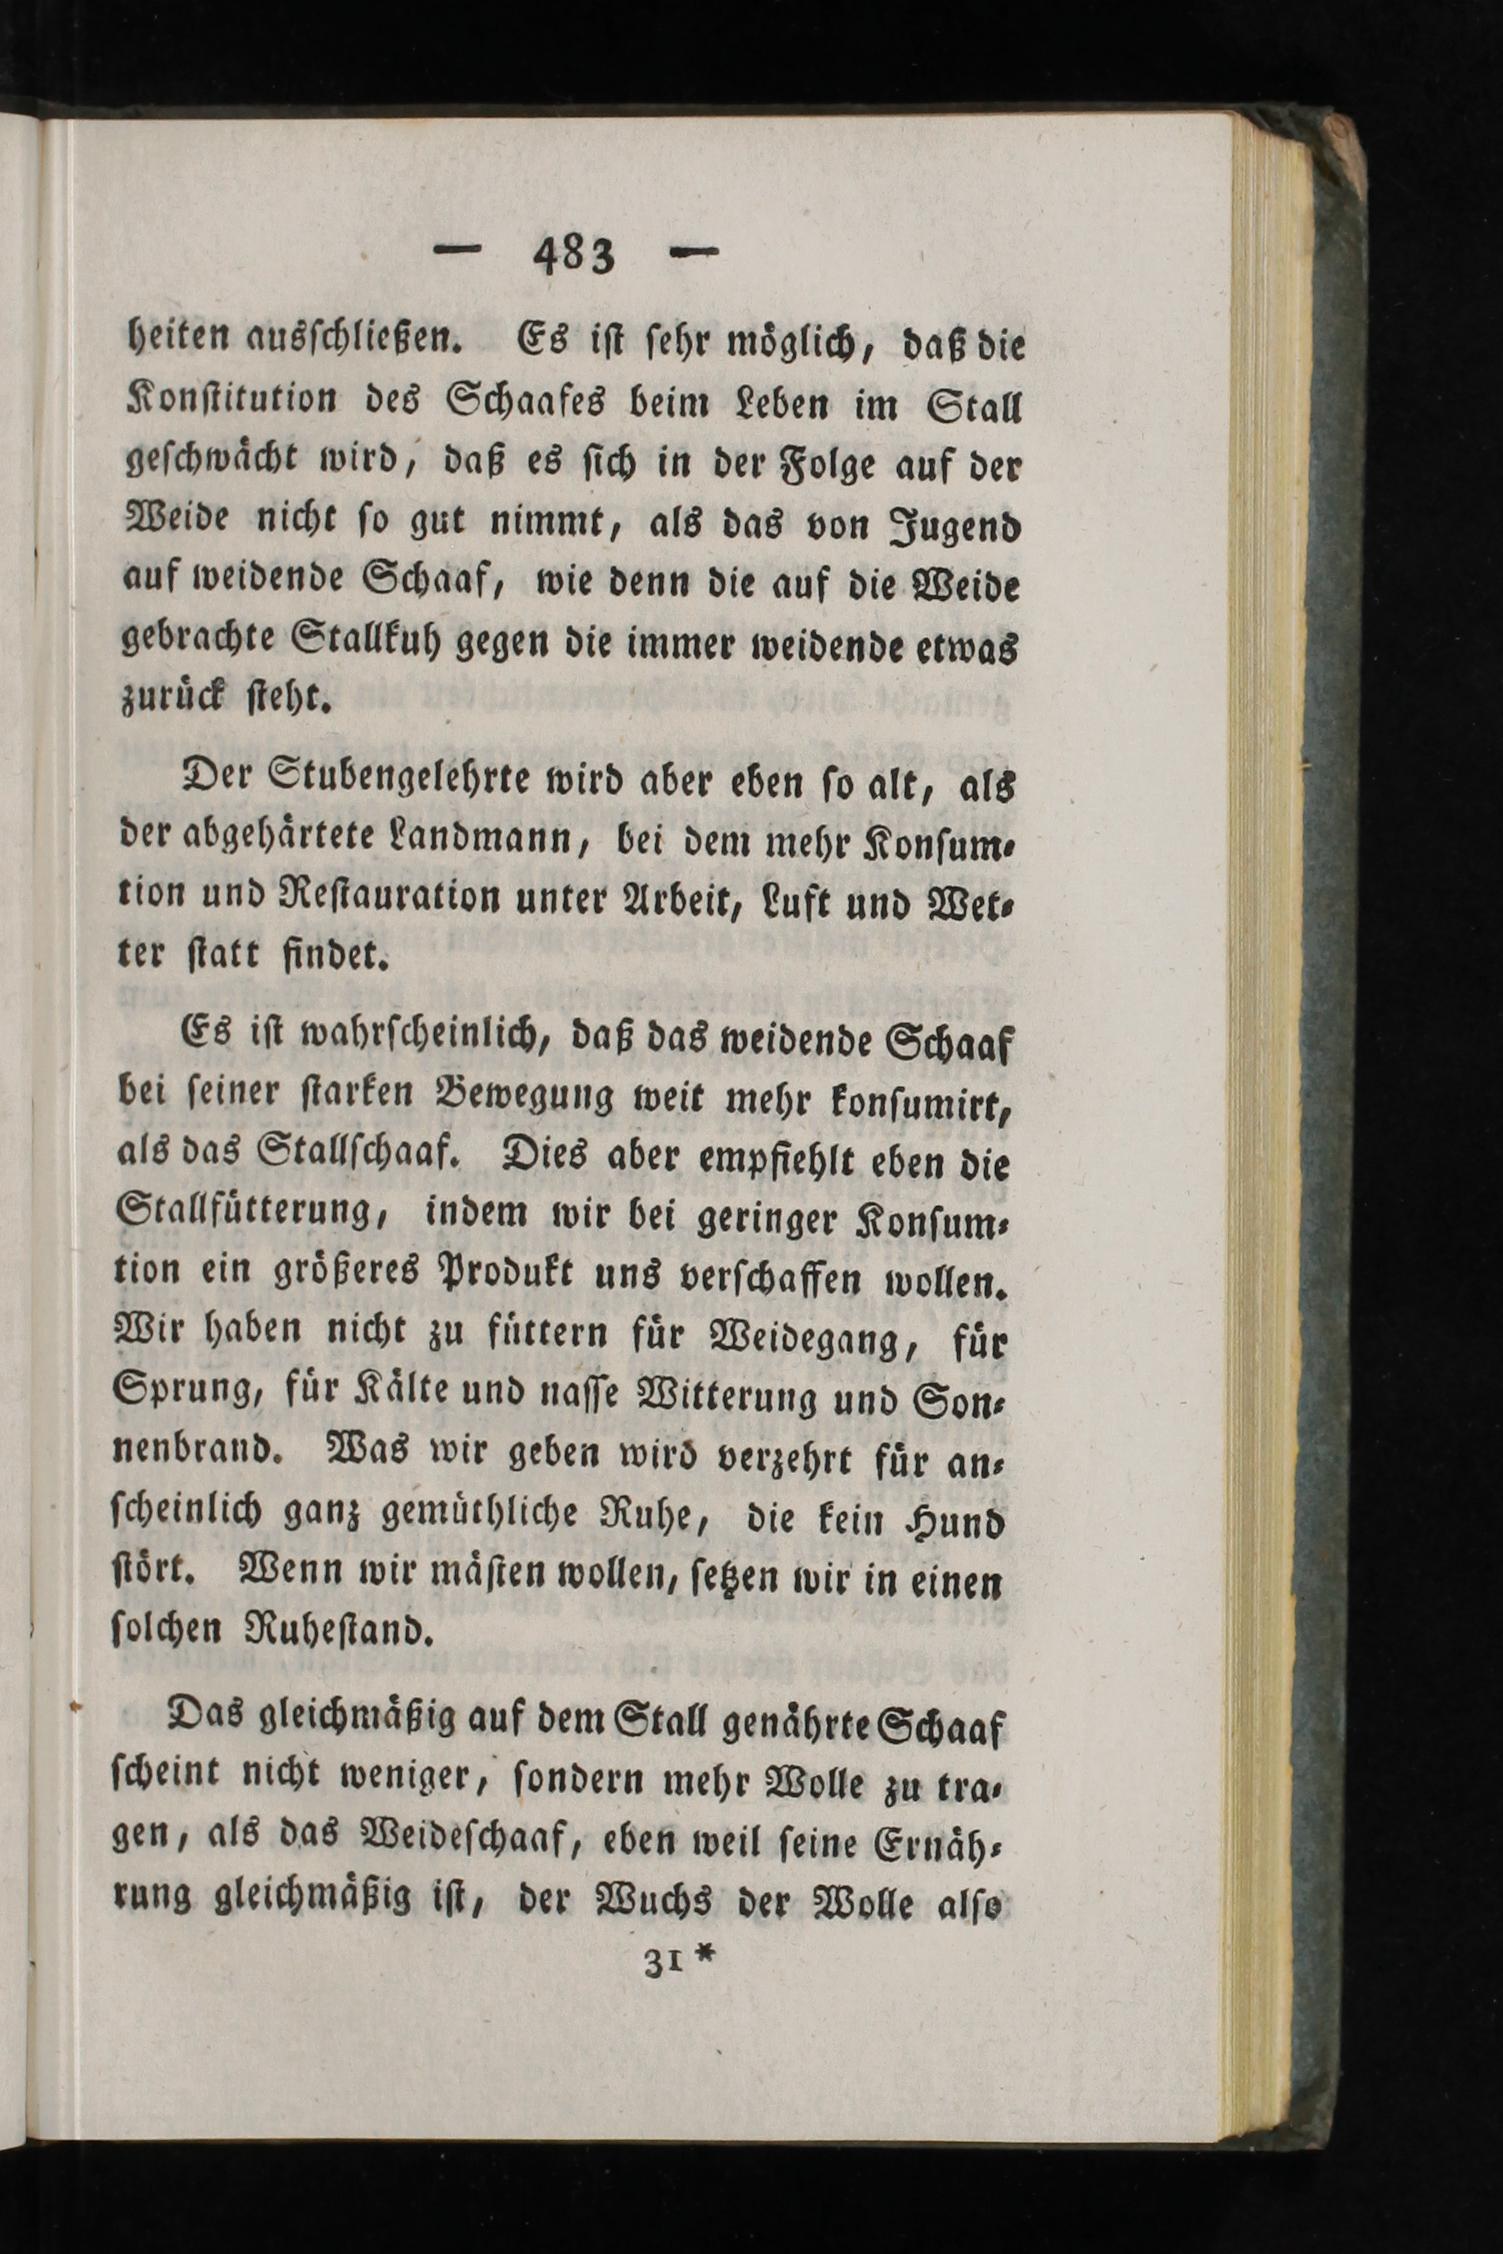 — 483 —
heiten ausſchließen. Es iſt ſehr möglich, daß die
Konſtitution des Schaafes beim Leben im Stall
geſchwächt wird, daß es ſich in der Folge auf der
Weide nicht ſo gut nimmt, als das von Jugend
auf weidende Schaaf, wie denn die auf die Weide
gebrachte Stallkuh gegen die immer weidende etwas
zurück ſteht.
Der Stubengelehrte wird aber eben ſo alt, als
der abgehärtete Landmann, bei dem mehr Konſum⸗
tion und Reſtauration unter Arbeit, Luft und Wet⸗
ter ſtatt findet.
Es iſt wahrſcheinlich, daß das weidende Schaaf
bei ſeiner ſtarken Bewegung weit mehr konſumirt,
als das Stallſchaaf. Dies aber empfiehlt eben die
Stallfütterung, indem wir bei geringer Konſum⸗
tion ein größeres Produkt uns verſchaffen wollen.
Wir haben nicht zu füttern für Weidegang, für
Sprung, für Kälte und naſſe Witterung und Son⸗
nenbrand. Was wir geben wird verzehrt für an⸗
ſcheinlich ganz gemüthliche Ruhe, die kein Hund
ſtört. Wenn wir mäſten wollen, ſetzen wir in einen
ſolchen Ruheſtand.
Das gleichmäßig auf dem Stall genährte Schaaf
ſcheint nicht weniger, ſondern mehr Wolle zu tra⸗
gen, als das Weideſchaaf, eben weil ſeine Ernäh⸗
rung gleichmäßig iſt, der Wuchs der Wolle alſo
31 *